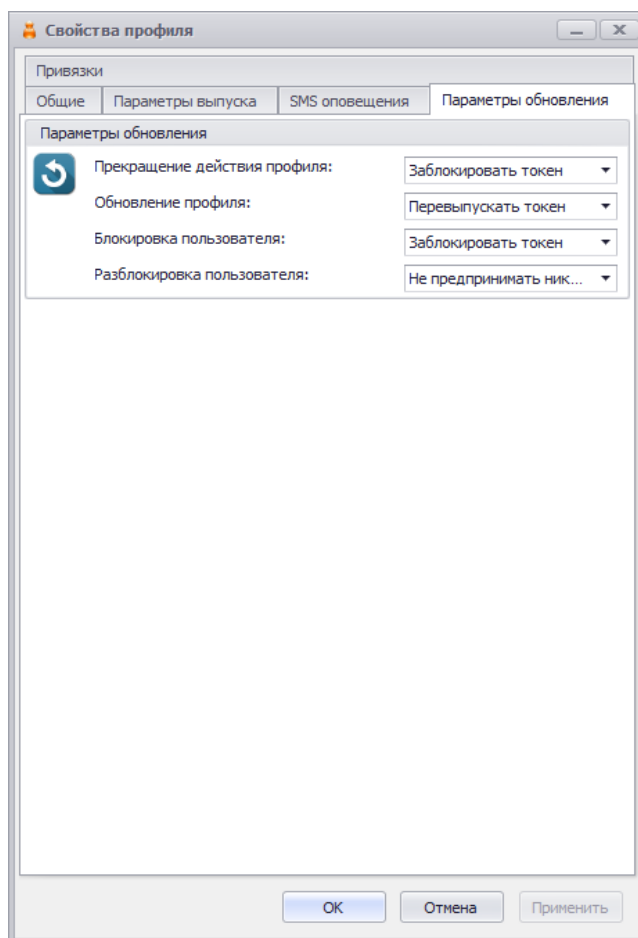 Свойства профиля
Привязки
Общие
Параметры выпуска
SMS оповещения
Параметры обновления
Параметры обновления
Прекращение действия профиля: Заблокировать токен
Обновление профиля: Перевыпускать токен
Блокировка пользователя: Заблокировать токен
Разблокировка пользователя: Не предпринимать ник...
OK
Отмена
Применить